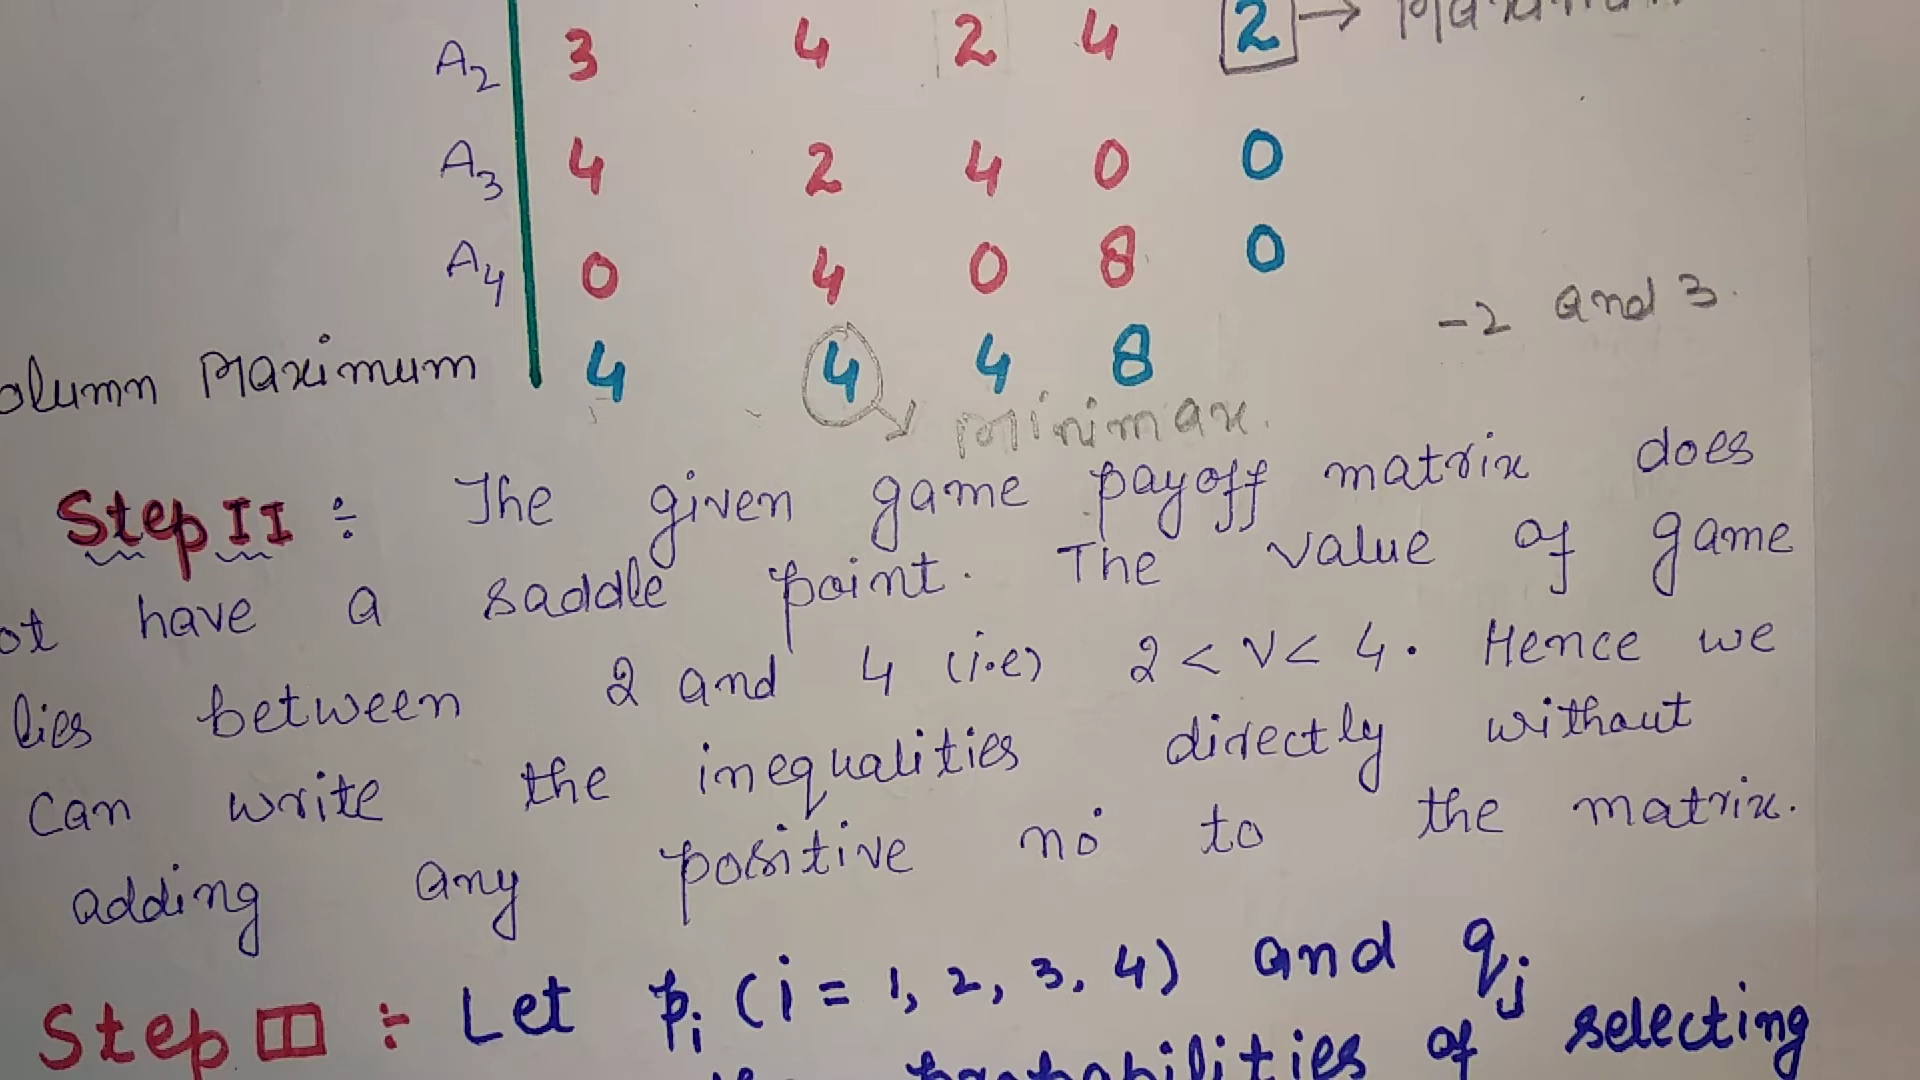 A2 3 4 2 4 2 →
A3 4 2 4 0 0
A4 0 4 0 8 0
-2 and 3.
olumn Maximum 4 4 4 8
Minimax.
Step II ÷ The given game payoff matrix does
ot have a saddle point. The value of game
lies between 2 and 4 (i.e) 2 < V < 4. Hence we
can write the inequalities directly without
adding any positive no to the matrix.
Step III ÷ Let pi (i = 1, 2, 3, 4) and qj
probabilities of selecting